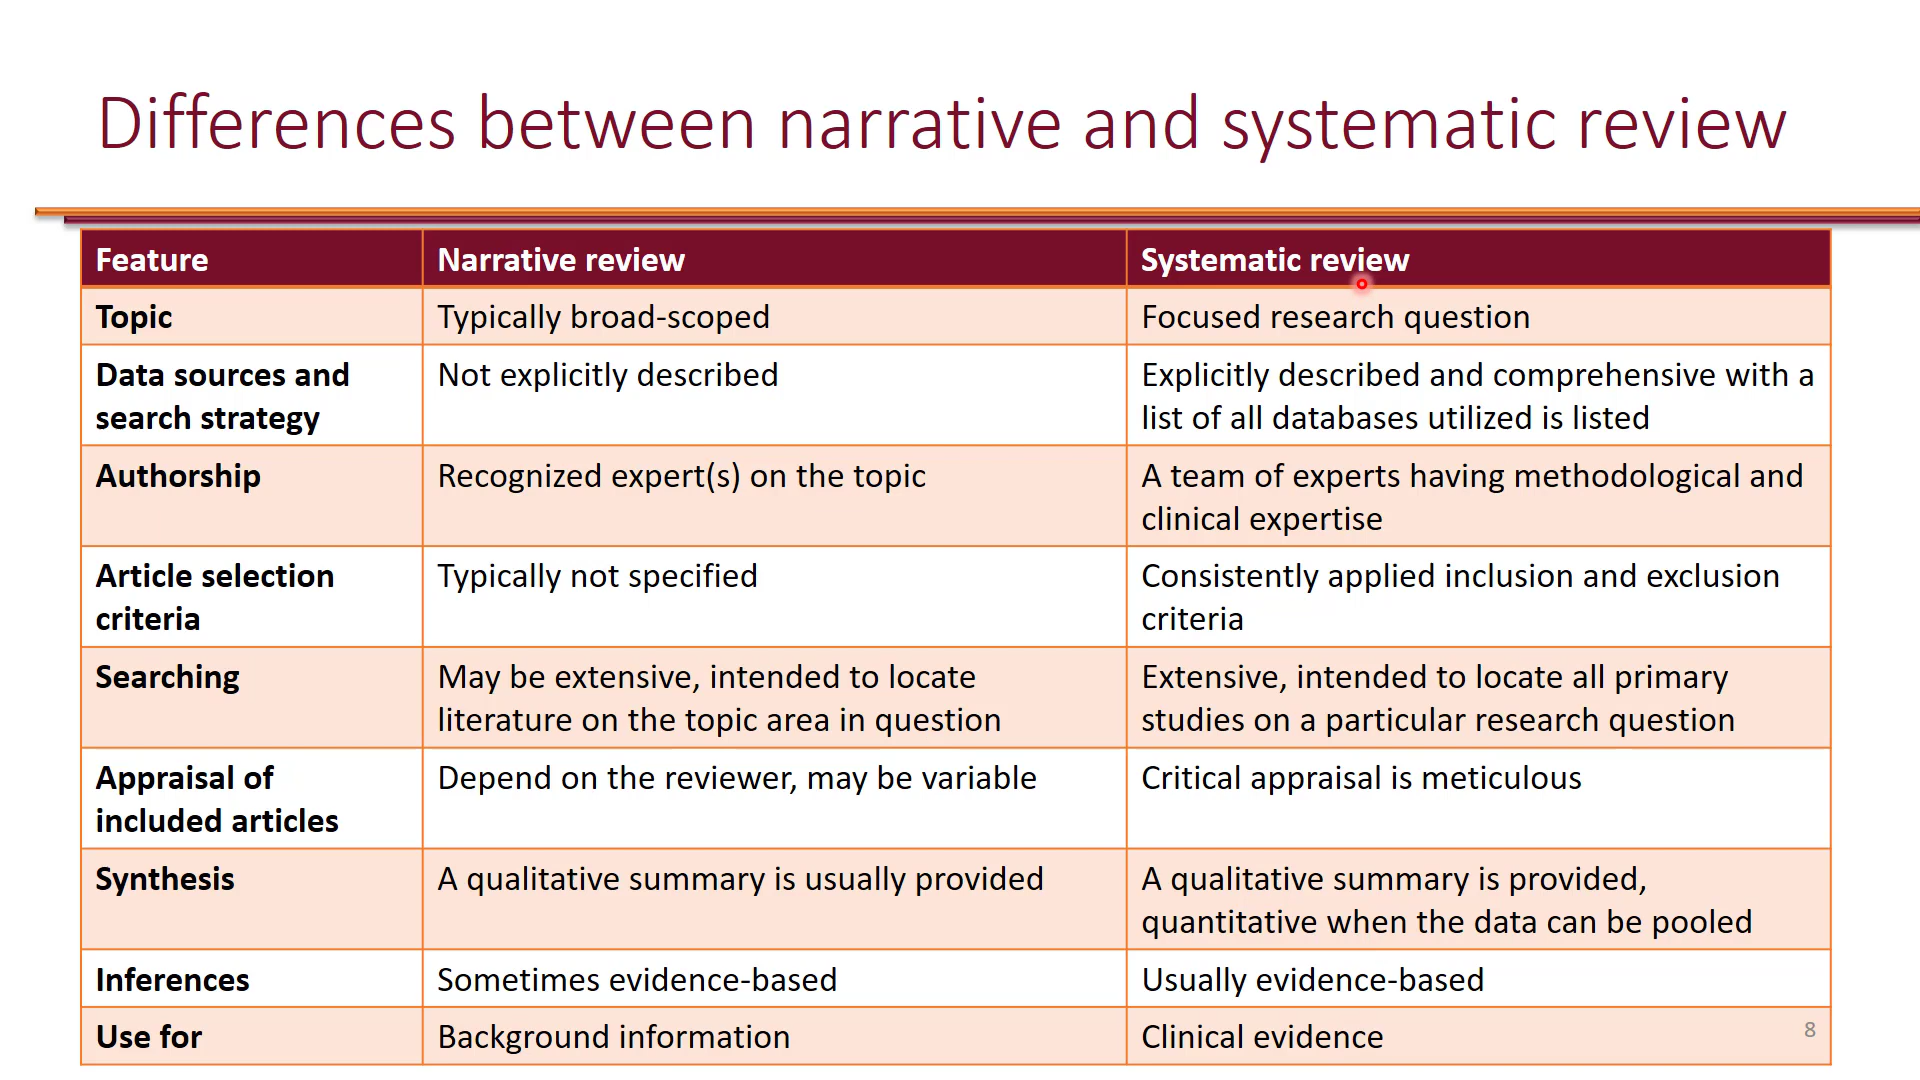 Differences between narrative and systematic review
Feature
Narrative review
Systematic review
Topic
Typically broad-scoped
Focused research question
Data sources and
search strategy
Not explicitly described
Explicitly described and comprehensive with a
list of all databases utilized is listed
Authorship
Recognized expert(s) on the topic
A team of experts having methodological and
clinical expertise
Article selection
criteria
Typically not specified
Consistently applied inclusion and exclusion
criteria
Searching
May be extensive, intended to locate
literature on the topic area in question
Extensive, intended to locate all primary
studies on a particular research question
Appraisal of
included articles
Depend on the reviewer, may be variable
Critical appraisal is meticulous
Synthesis
A qualitative summary is usually provided
A qualitative summary is provided,
quantitative when the data can be pooled
Inferences
Sometimes evidence-based
Usually evidence-based
Use for
Background information
Clinical evidence
8